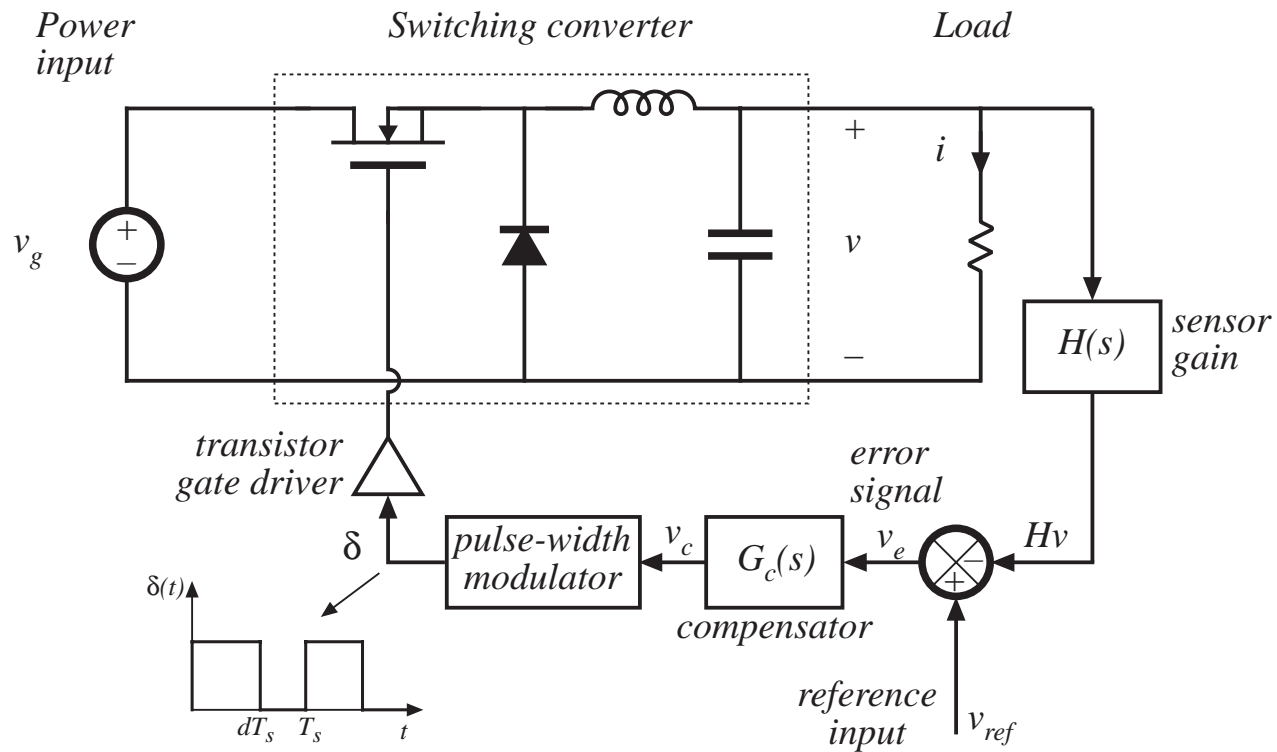 Power
input
Switching converter
Load
+
i
v_g
+
–
v
–
H(s)
sensor
gain
transistor
gate driver
error
signal
δ
pulse-width
modulator
v_c
G_c(s)
v_e
–
+
Hv
compensator
δ(t)
dT_s
T_s
t
reference
input
v_ref